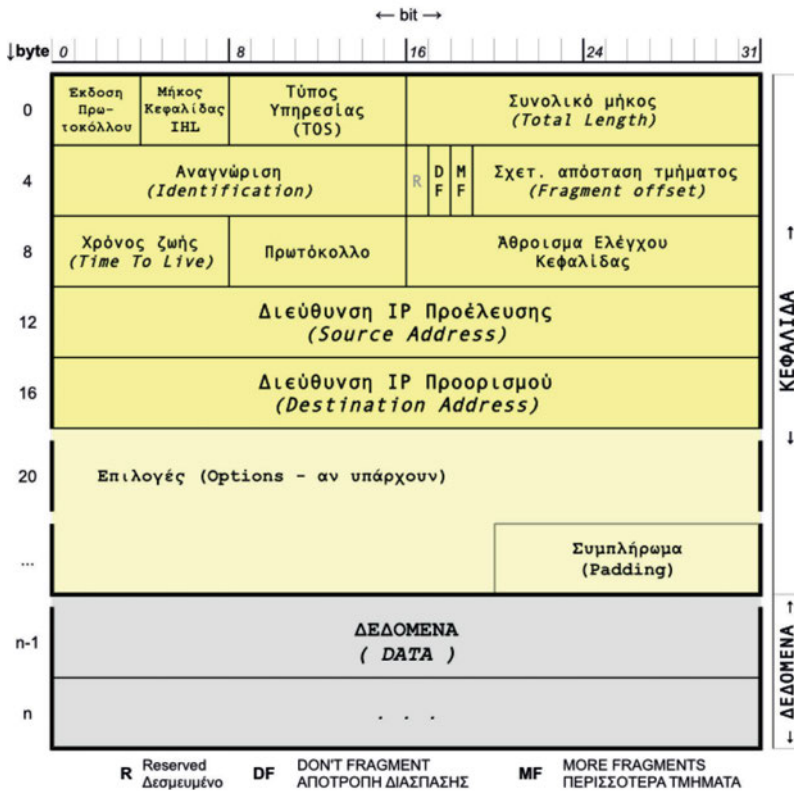 ← bit →
↓byte 0 8 16 24 31
0 Έκδοση Πρω- τοκόλλου Μήκος Κεφαλίδας IHL Τύπος Υπηρεσίας (TOS) Συνολικό μήκος (Total Length)
4 Αναγνώριση (Identification) R DF MF Σχετ. απόσταση τμήματος (Fragment offset)
8 Χρόνος ζωής (Time To Live) Πρωτόκολλο Άθροισμα Ελέγχου Κεφαλίδας
12 Διεύθυνση IP Προέλευσης
(Source Address)
16 Διεύθυνση IP Προορισμού
(Destination Address)
20 Επιλογές (Options – αν υπάρχουν)
... Συμπλήρωμα
(Padding)
ΚΕΦΑΛΙΔΑ
← →
n-1 ΔΕΔΟΜΕΝΑ
( DATA )
n . . .
ΔΕΔΟΜΕΝΑ
← →
R Reserved DF DON'T FRAGMENT MF MORE FRAGMENTS
Δεσμευμένο ΑΠΟΤΡΟΠΗ ΔΙΑΣΠΑΣΗΣ ΠΕΡΙΣΣΟΤΕΡΑ ΤΜΗΜΑΤΑ